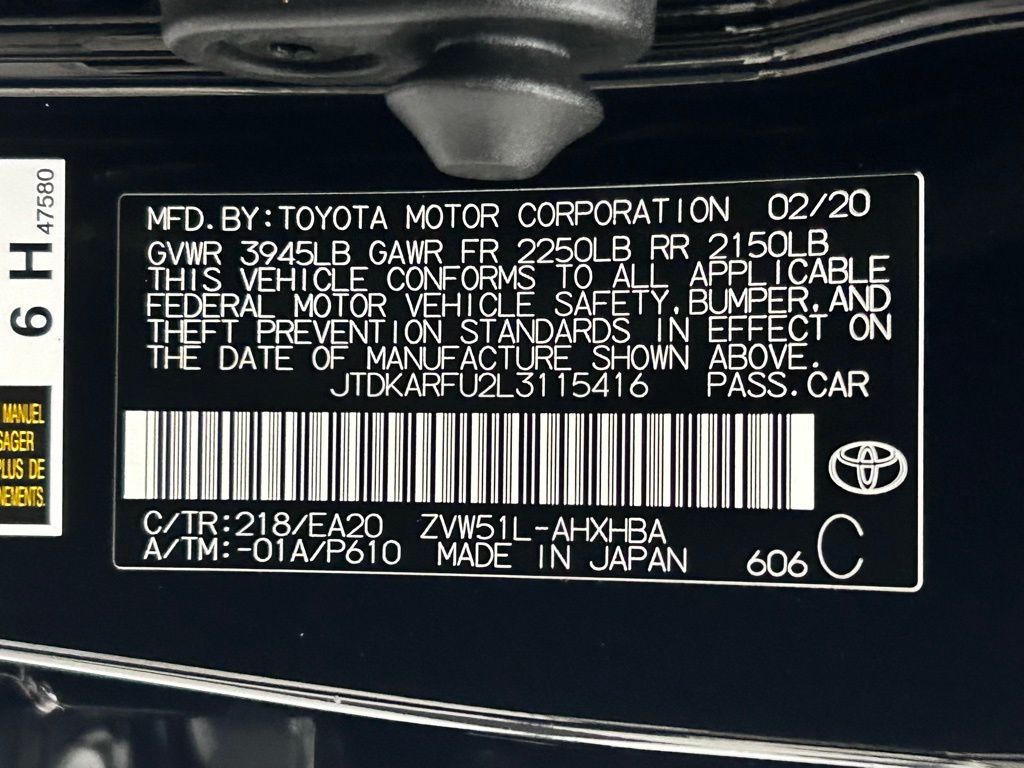 MFD.BY:TOYOTA MOTOR CORPORATION 02/20
GVWR 3945LB GAWR FR 2250LB RR 2150LB
THIS VEHICLE CONFORMS TO ALL APPLICABLE
FEDERAL MOTOR VEHICLE SAFETY,BUMPER,AND
THEFT PREVENTION STANDARDS IN EFFECT ON
THE DATE OF MANUFACTURE SHOWN ABOVE.
JTDKARFU2L3115416 PASS.CAR
C/TR:218/EA20 ZVW51L-AHXHBA
A/TM:-01A/P610 MADE IN JAPAN 606 C
6 H 47580
MANUEL
SAGER
PLUS DE
NEMENTS.